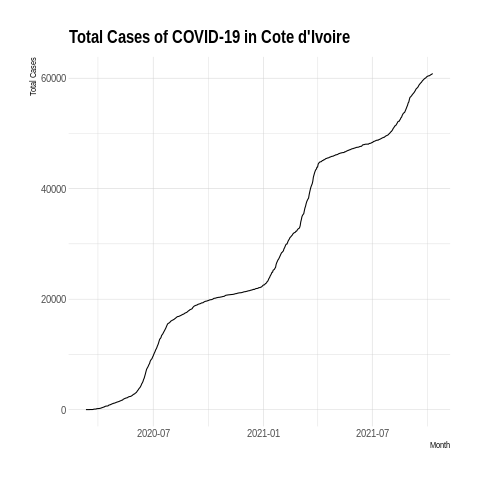 Total Cases of COVID-19 in Cote d'Ivoire
Total Cases
60000
40000
20000
0
2020-07 2021-01 2021-07
Month